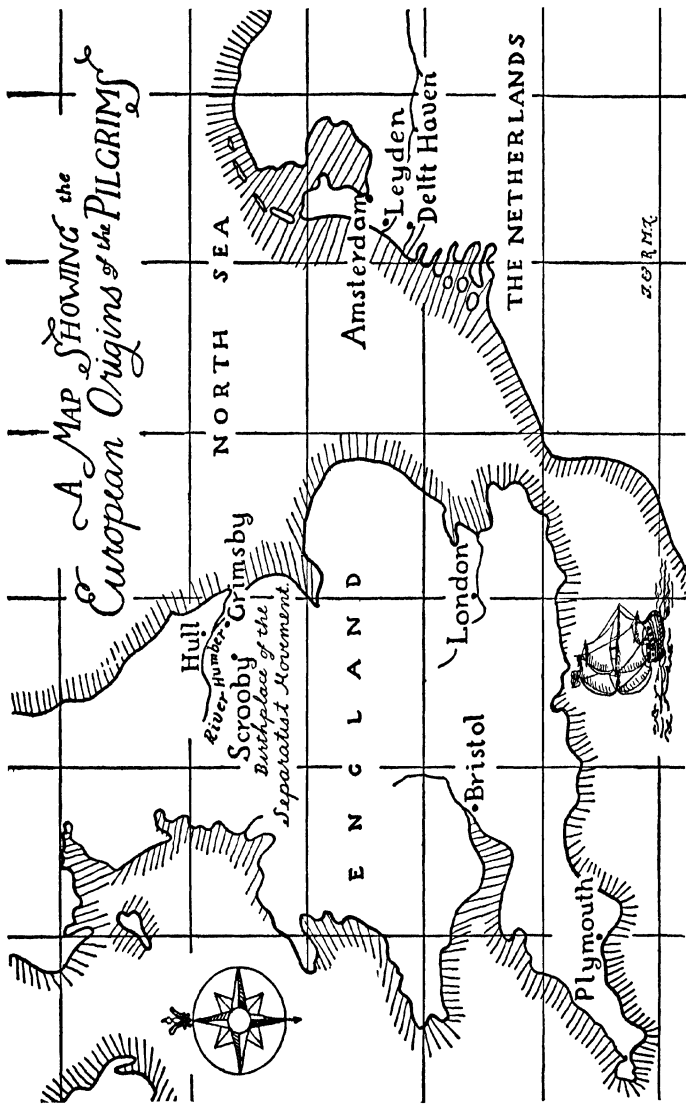 A MAP SHOWING the
European Origins of the PILGRIMS
NORTH SEA
Hull
River Humber
Grimsby
Scrooby
Birthplace of the
Separatist Movement
ENGLAND
Amsterdam
Leyden
Delft Haven
THE NETHERLANDS
London
Bristol
Plymouth